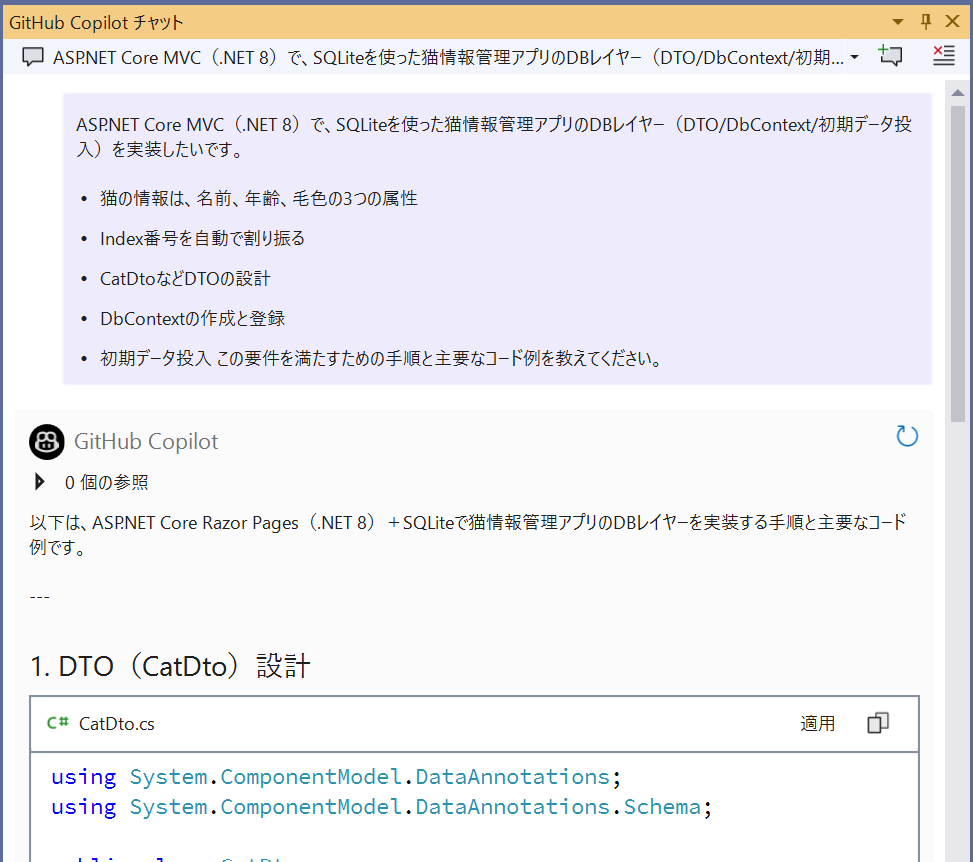 GitHub Copilot チャット
ASP.NET Core MVC（.NET 8）で、SQLiteを使った猫情報管理アプリのDBレイヤー（DTO/DbContext/初期...
ASP.NET Core MVC（.NET 8）で、SQLiteを使った猫情報管理アプリのDBレイヤー（DTO/DbContext/初期データ投
入）を実装したいです。
• 猫の情報は、名前、年齢、毛色の3つの属性
• Index番号を自動で割り振る
• CatDtoなどDTOの設計
• DbContextの作成と登録
• 初期データ投入 この要件を満たすための手順と主要なコード例を教えてください。
GitHub Copilot
0 個の参照
以下は、ASP.NET Core Razor Pages（.NET 8）＋SQLiteで猫情報管理アプリのDBレイヤーを実装する手順と主要なコード
例です。
---
1. DTO（CatDto）設計
C# CatDto.cs 適用
using System.ComponentModel.DataAnnotations;
using System.ComponentModel.DataAnnotations.Schema;